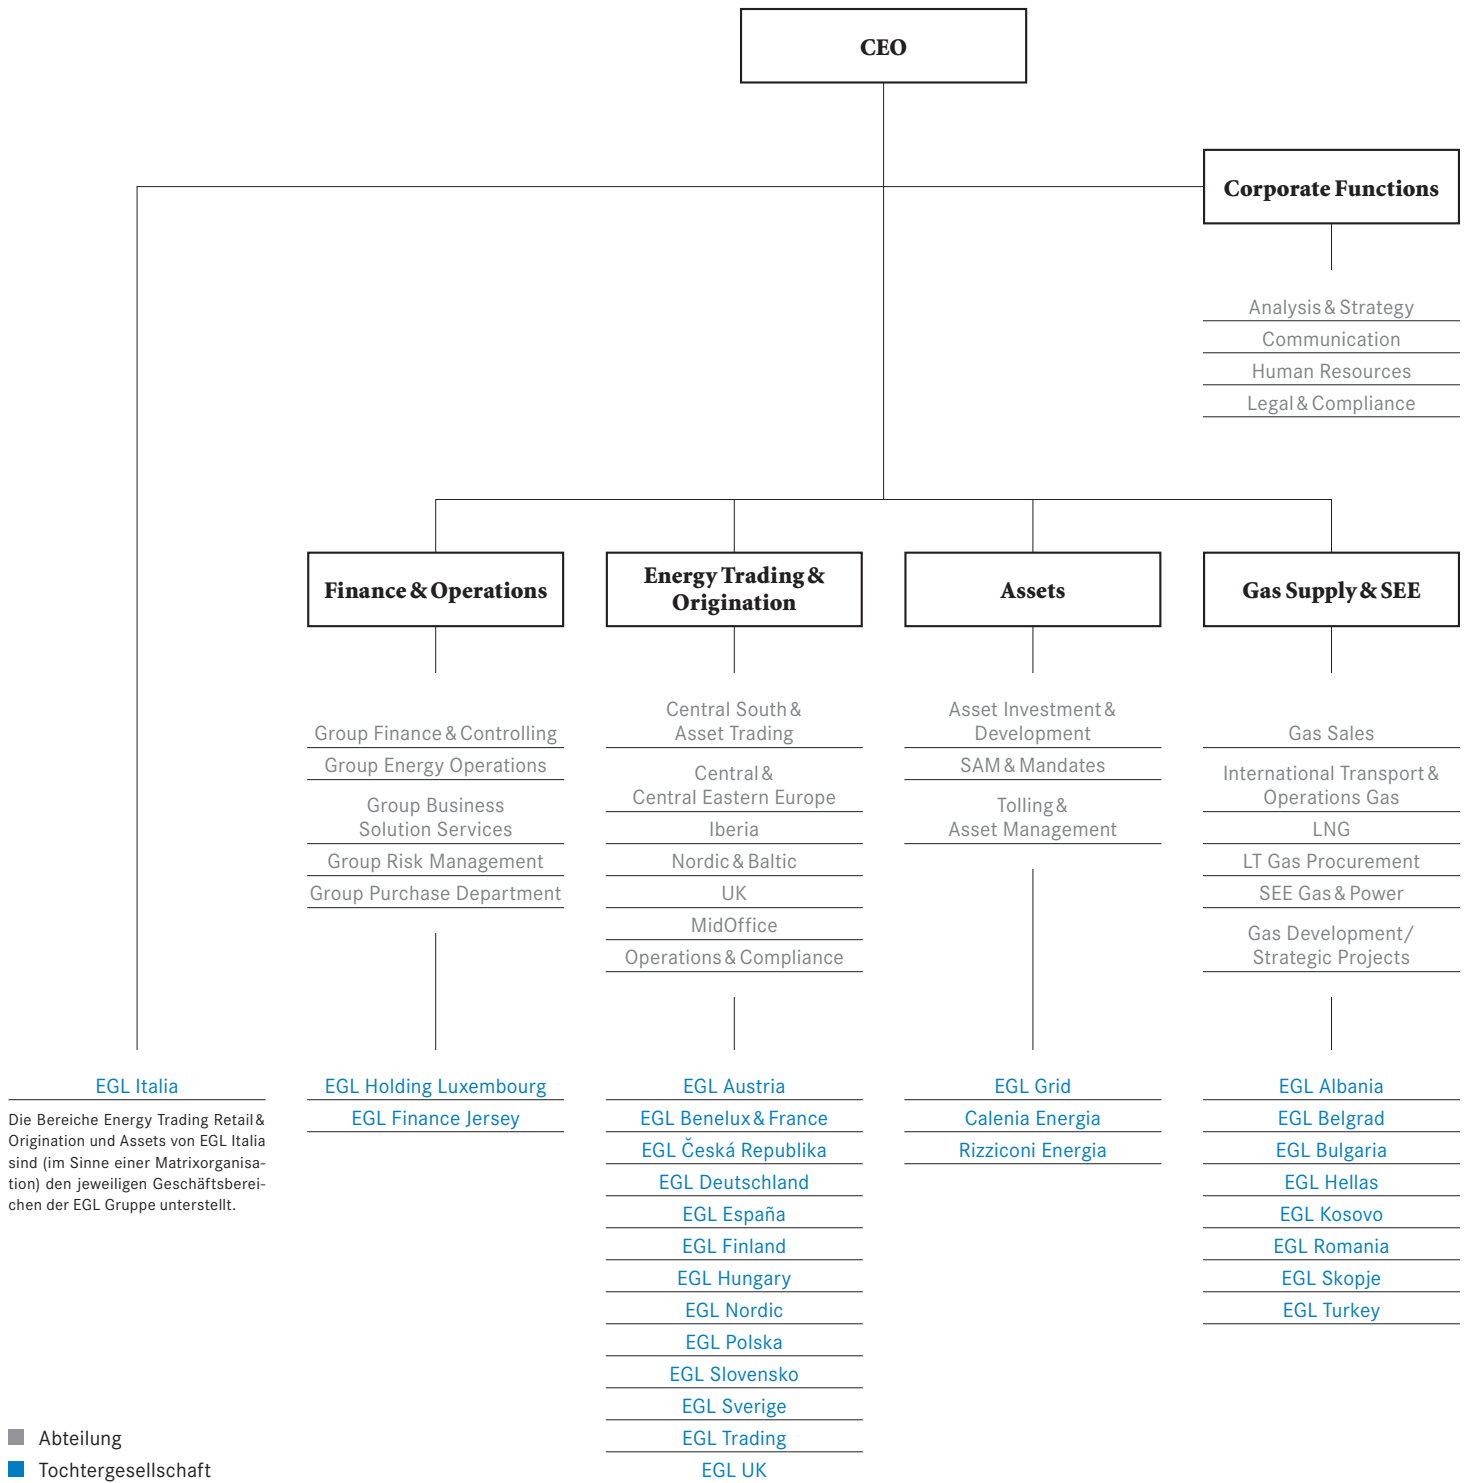 CEO
Corporate Functions
Analysis & Strategy
Communication
Human Resources
Legal & Compliance
Finance & Operations
Group Finance & Controlling
Group Energy Operations
Group Business
Solution Services
Group Risk Management
Group Purchase Department
Energy Trading &
Origination
Central South &
Asset Trading
Central &
Central Eastern Europe
Iberia
Nordic & Baltic
UK
MidOffice
Operations & Compliance
Assets
Asset Investment &
Development
SAM & Mandates
Tolling &
Asset Management
Gas Supply & SEE
Gas Sales
International Transport &
Operations Gas
LNG
LT Gas Procurement
SEE Gas & Power
Gas Development/
Strategic Projects
EGL Italia
Die Bereiche Energy Trading Retail &
Origination und Assets von EGL Italia
sind (im Sinne einer Matrixorganisa-
tion) den jeweiligen Geschäftsberei-
chen der EGL Gruppe unterstellt.
EGL Holding Luxembourg
EGL Finance Jersey
EGL Austria
EGL Benelux & France
EGL Česká Republika
EGL Deutschland
EGL España
EGL Finland
EGL Hungary
EGL Nordic
EGL Polska
EGL Slovensko
EGL Sverige
EGL Trading
EGL UK
EGL Grid
Calenia Energia
Rizziconi Energia
EGL Albania
EGL Belgrad
EGL Bulgaria
EGL Hellas
EGL Kosovo
EGL Romania
EGL Skopje
EGL Turkey
Abteilung
Tochtergesellschaft